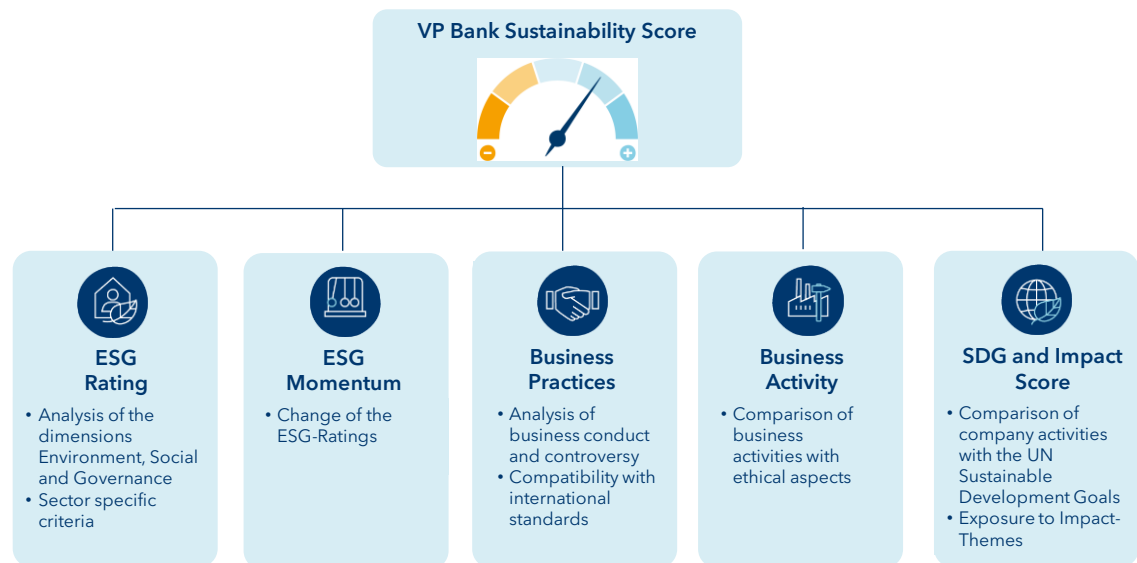 VP Bank Sustainability Score
ESG
Rating
• Analysis of the
dimensions
Environment, Social
and Governance
• Sector specific
criteria
ESG
Momentum
• Change of the
ESG-Ratings
Business
Practices
• Analysis of
business conduct
and controversy
• Compatibility with
international
standards
Business
Activity
• Comparison of
business
activities with
ethical aspects
SDG and Impact
Score
• Comparison of
company activities
with the UN
Sustainable
Development Goals
• Exposure to Impact-
Themes